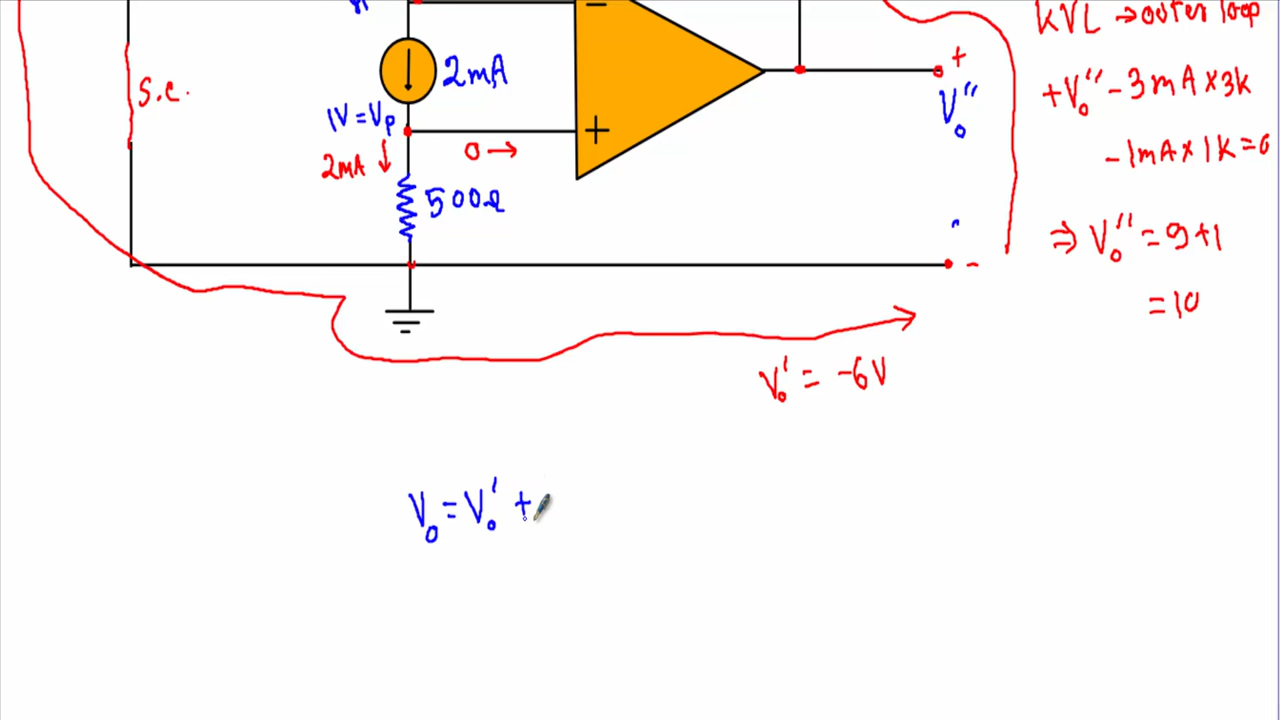 KVL → outer loop
2mA
+V₀'' - 3mA x 3k
1V = Vp
V₀''
S.C.
0 →
2mA ↓
- 1mA x 1k = 0
500Ω
⇒ V₀'' = 9 + 1
= 10
V₀' = -6V
V₀ = V₀' +